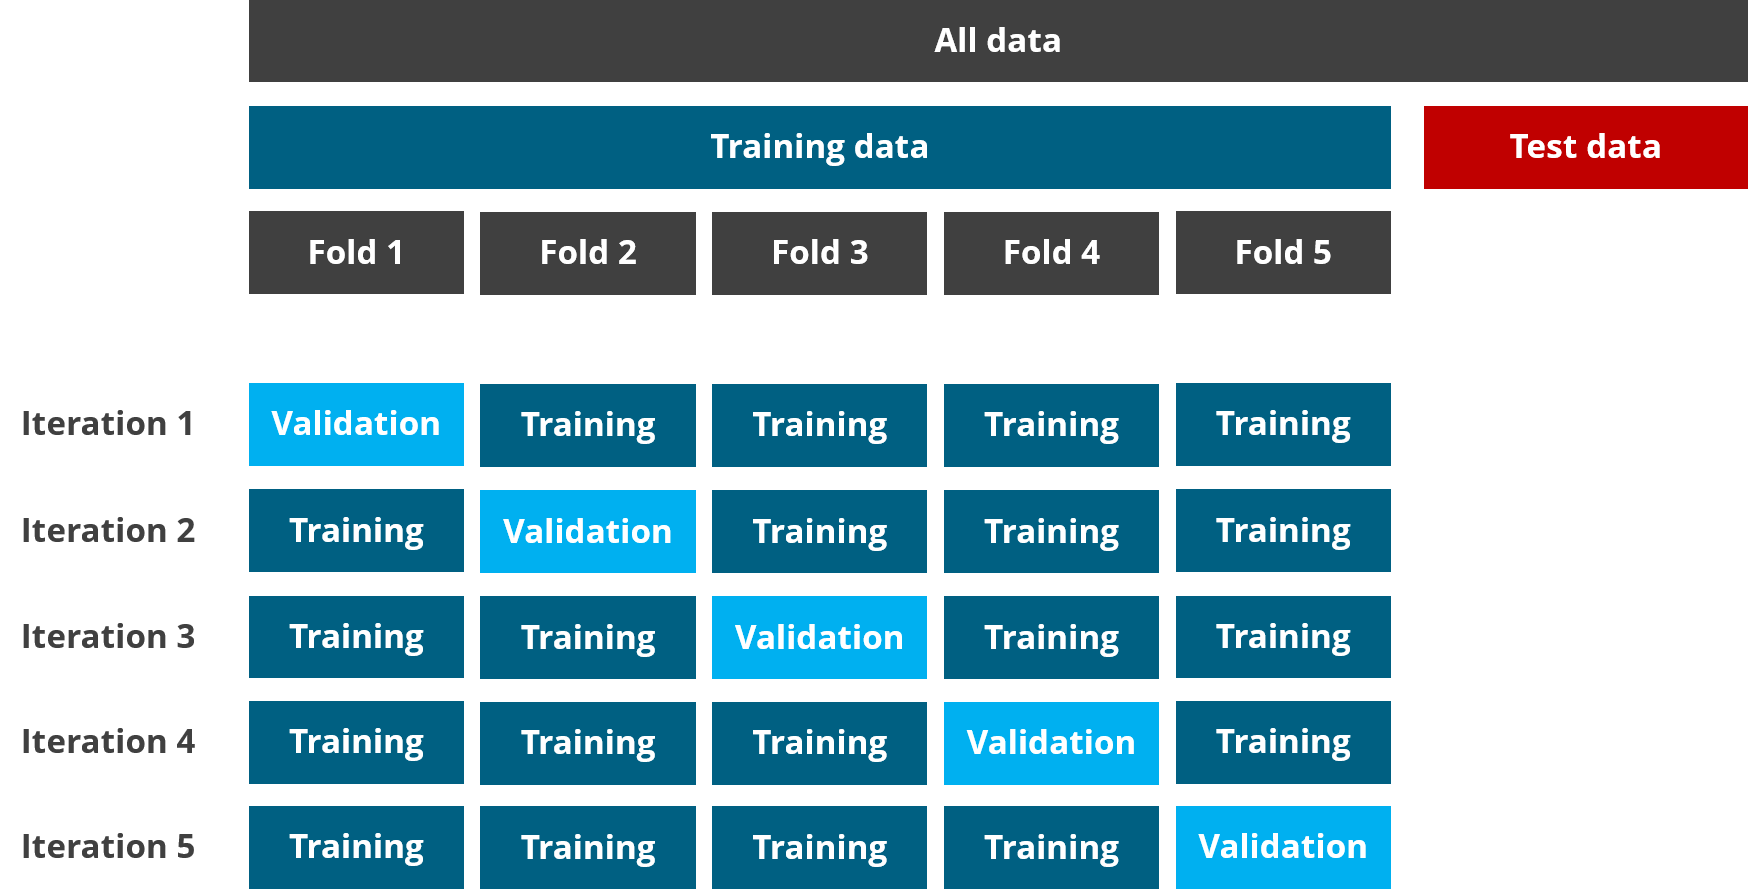 All data
Training data Test data
Fold 1 Fold 2 Fold 3 Fold 4 Fold 5
Iteration 1 Validation Training Training Training Training
Iteration 2 Training Validation Training Training Training
Iteration 3 Training Training Validation Training Training
Iteration 4 Training Training Training Validation Training
Iteration 5 Training Training Training Training Validation